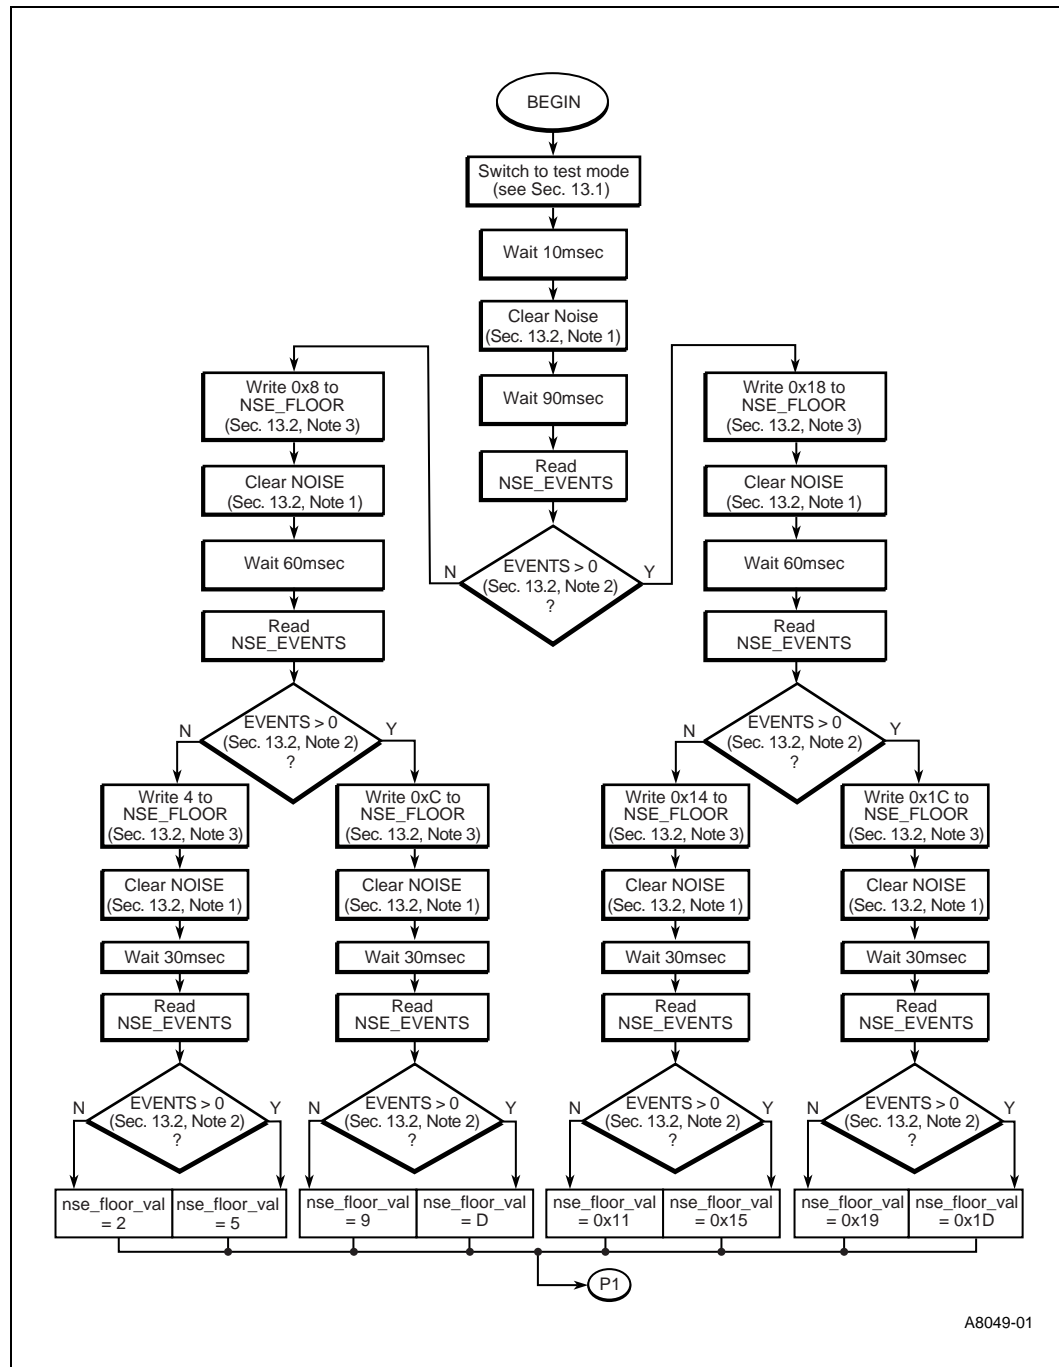 BEGIN
Switch to test mode
(see Sec. 13.1)
Wait 10msec
Clear Noise
(Sec. 13.2, Note 1)
Wait 90msec
Read
NSE_EVENTS
EVENTS > 0
(Sec. 13.2, Note 2)
?
N
Y
Write 0x8 to
NSE_FLOOR
(Sec. 13.2, Note 3)
Clear NOISE
(Sec. 13.2, Note 1)
Wait 60msec
Read
NSE_EVENTS
EVENTS > 0
(Sec. 13.2, Note 2)
?
N
Y
Write 0x18 to
NSE_FLOOR
(Sec. 13.2, Note 3)
Clear NOISE
(Sec. 13.2, Note 1)
Wait 60msec
Read
NSE_EVENTS
EVENTS > 0
(Sec. 13.2, Note 2)
?
N
Y
Write 4 to
NSE_FLOOR
(Sec. 13.2, Note 3)
Clear NOISE
(Sec. 13.2, Note 1)
Wait 30msec
Read
NSE_EVENTS
EVENTS > 0
(Sec. 13.2, Note 2)
?
N
Y
nse_floor_val
= 2
nse_floor_val
= 5
Write 0xC to
NSE_FLOOR
(Sec. 13.2, Note 3)
Clear NOISE
(Sec. 13.2, Note 1)
Wait 30msec
Read
NSE_EVENTS
EVENTS > 0
(Sec. 13.2, Note 2)
?
N
Y
nse_floor_val
= 9
nse_floor_val
= D
Write 0x14 to
NSE_FLOOR
(Sec. 13.2, Note 3)
Clear NOISE
(Sec. 13.2, Note 1)
Wait 30msec
Read
NSE_EVENTS
EVENTS > 0
(Sec. 13.2, Note 2)
?
N
Y
nse_floor_val
= 0x11
nse_floor_val
= 0x15
Write 0x1C to
NSE_FLOOR
(Sec. 13.2, Note 3)
Clear NOISE
(Sec. 13.2, Note 1)
Wait 30msec
Read
NSE_EVENTS
EVENTS > 0
(Sec. 13.2, Note 2)
?
N
Y
nse_floor_val
= 0x19
nse_floor_val
= 0x1D
P1
A8049-01